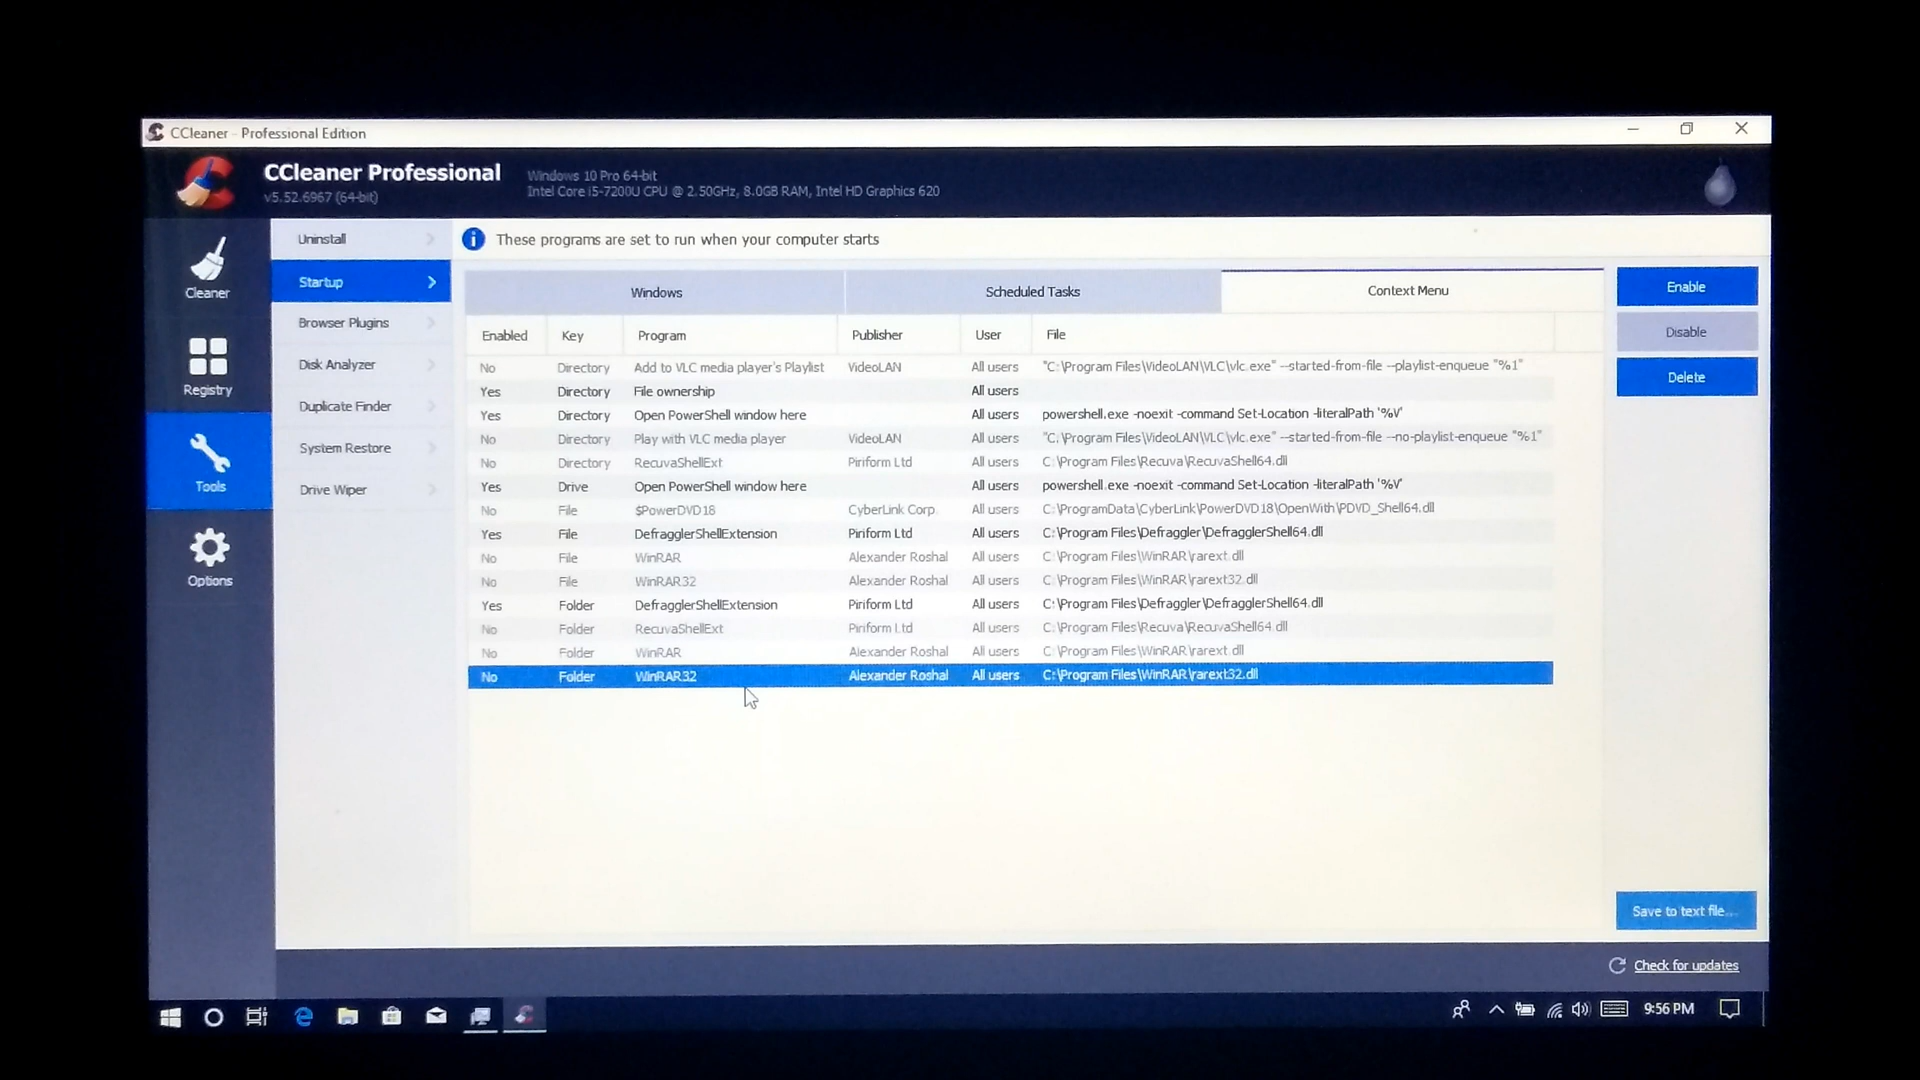 CCleaner - Professional Edition
CCleaner Professional
v5.52.6967 (64-bit)
Windows 10 Pro 64-bit
Intel Core i5-7200U CPU @ 2.50GHz, 8.0GB RAM, Intel HD Graphics 620
Cleaner
Registry
Tools
Options
Uninstall
Startup
Browser Plugins
Disk Analyzer
Duplicate Finder
System Restore
Drive Wiper
These programs are set to run when your computer starts
Windows Scheduled Tasks Context Menu
Enabled Key Program Publisher User File
No Directory Add to VLC media player's Playlist VideoLAN All users "C:\Program Files\VideoLAN\VLC\vlc.exe" --started-from-file --playlist-enqueue "%1"
Yes Directory File ownership All users
Yes Directory Open PowerShell window here All users powershell.exe -noexit -command Set-Location -literalPath '%V'
No Directory Play with VLC media player VideoLAN All users "C:\Program Files\VideoLAN\VLC\vlc.exe" --started-from-file --no-playlist-enqueue "%1"
No Directory RecuvaShellExt Piriform Ltd All users C:\Program Files\Recuva\RecuvaShell64.dll
Yes Drive Open PowerShell window here All users powershell.exe -noexit -command Set-Location -literalPath '%V'
No File $PowerDVD18 CyberLink Corp. All users C:\ProgramData\CyberLink\PowerDVD18\OpenWith\PDVD_Shell64.dll
Yes File DefragglerShellExtension Piriform Ltd All users C:\Program Files\Defraggler\DefragglerShell64.dll
No File WinRAR Alexander Roshal All users C:\Program Files\WinRAR\rarext.dll
No File WinRAR32 Alexander Roshal All users C:\Program Files\WinRAR\rarext32.dll
Yes Folder DefragglerShellExtension Piriform Ltd All users C:\Program Files\Defraggler\DefragglerShell64.dll
No Folder RecuvaShellExt Piriform Ltd All users C:\Program Files\Recuva\RecuvaShell64.dll
No Folder WinRAR Alexander Roshal All users C:\Program Files\WinRAR\rarext.dll
No Folder WinRAR32 Alexander Roshal All users C:\Program Files\WinRAR\rarext32.dll
Enable
Disable
Delete
Save to text file...
Check for updates
9:56 PM